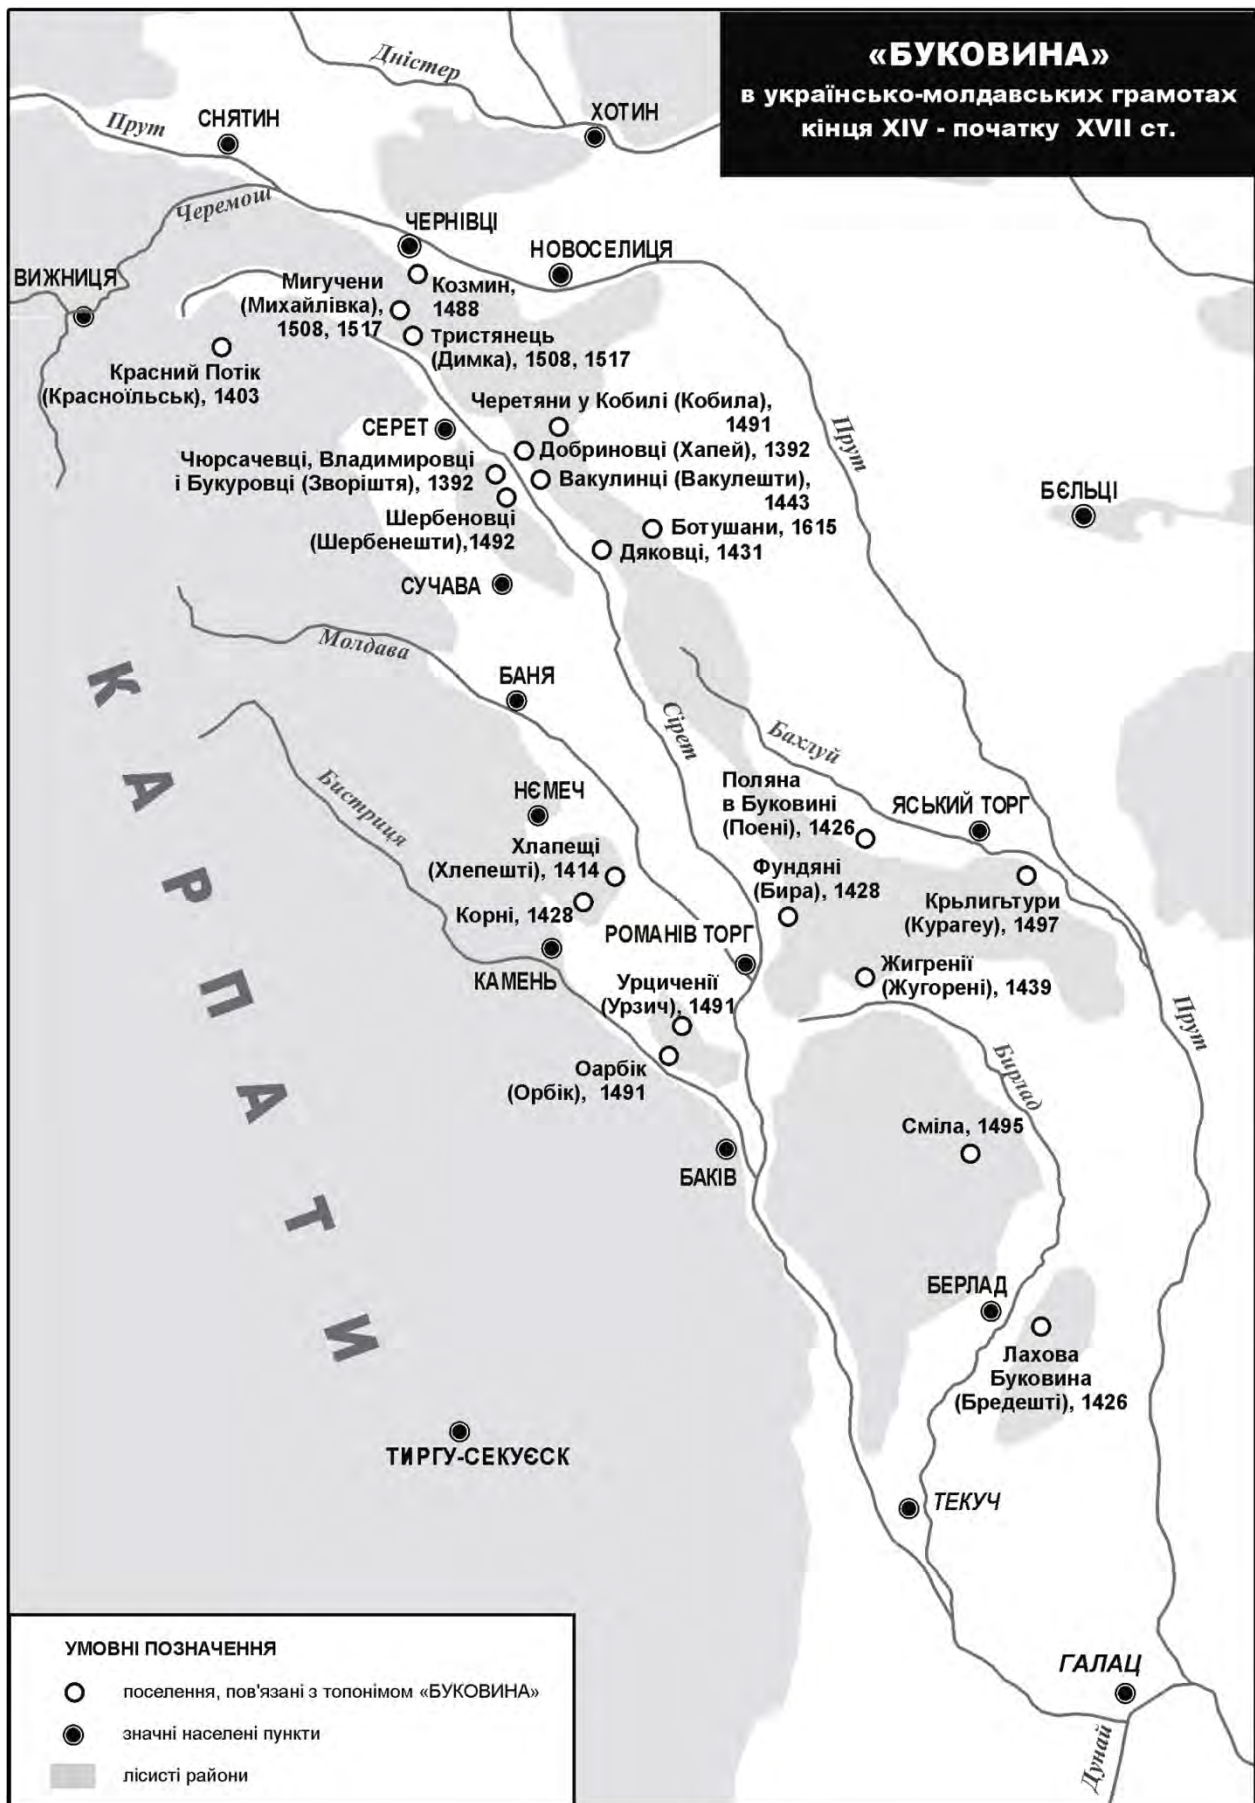 «БУКОВИНА»
в українсько-молдавських грамотах
кінця XIV - початку XVII ст.
Дністер
Прут
СНЯТИН
ХОТИН
Черемош
ЧЕРНІВЦІ
НОВОСЕЛИЦЯ
ВИЖНИЦЯ
Мигучени
(Михайлівка),
1508, 1517
Козмин,
1488
Тристянець
(Димка), 1508, 1517
Красний Потік
(Красноїльськ), 1403
Черетяни у Кобилі (Кобила),
1491
Прут
СЕРЕТ
Добриновці (Хапей), 1392
Чюрсачевці, Владимировці
і Букуровці (Зворіштя), 1392
Вакулинці (Вакулешти),
1443
БЄЛЬЦІ
Шербеновці
(Шербенешти),1492
Ботушани, 1615
Дяковці, 1431
СУЧАВА
Молдава
БАНЯ
Сірет
Бахлуй
КАРПАТИ
Бистриця
НЄМЕЧ
Поляна
в Буковині
(Поені), 1426
ЯСЬКИЙ ТОРГ
Хлапещі
(Хлепешті), 1414
Фундяні
(Бира), 1428
Корні, 1428
Крьлигьтури
(Курагеу), 1497
РОМАНІВ ТОРГ
КАМЕНЬ
Жигренії
(Жугорені), 1439
Урциченії
(Урзич), 1491
Прут
Оарбік
(Орбік), 1491
Бирлад
Сміла, 1495
БАКІВ
БЕРЛАД
Лахова
Буковина
(Бредешті), 1426
ТИРГУ-СЕКУЄСК
ТЕКУЧ
ГАЛАЦ
Дунай
УМОВНІ ПОЗНАЧЕННЯ
поселення, пов'язані з топонімом «БУКОВИНА»
значні населені пункти
лісисті райони